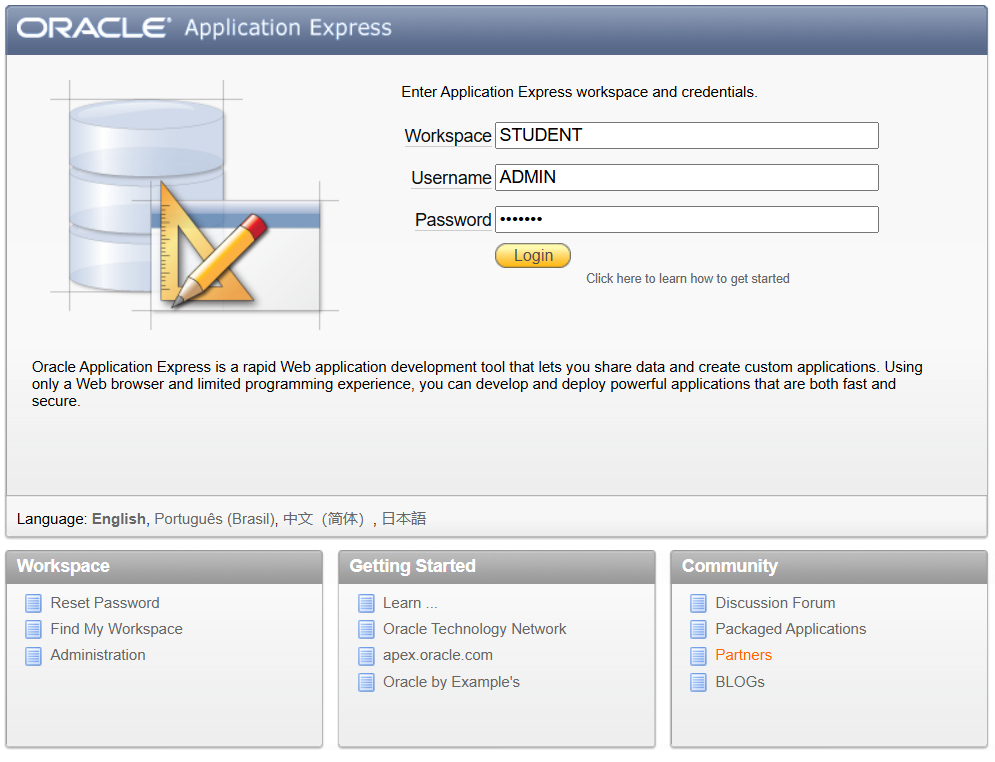 ORACLE® Application Express
Enter Application Express workspace and credentials.
Workspace STUDENT
Username ADMIN
Password •••••••
Login
Click here to learn how to get started
Oracle Application Express is a rapid Web application development tool that lets you share data and create custom applications. Using
only a Web browser and limited programming experience, you can develop and deploy powerful applications that are both fast and
secure.
Language: English, Português (Brasil), 中文（简体）, 日本語
Workspace
Reset Password
Find My Workspace
Administration
Getting Started
Learn ...
Oracle Technology Network
apex.oracle.com
Oracle by Example's
Community
Discussion Forum
Packaged Applications
Partners
BLOGs